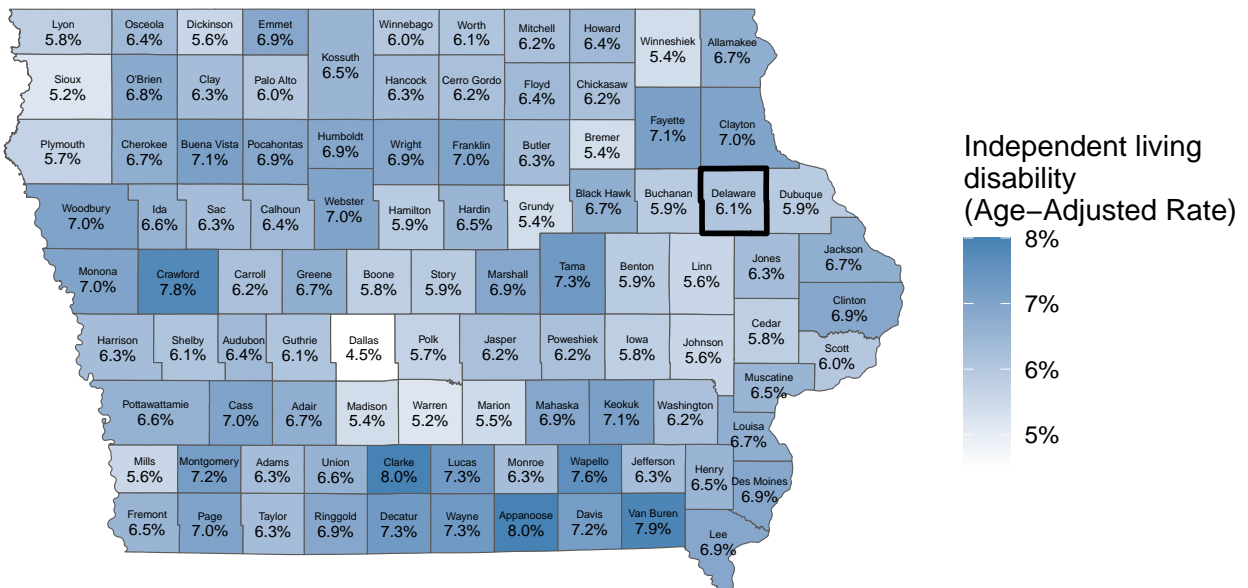 Lyon
5.8%
Osceola
6.4%
Dickinson
5.6%
Emmet
6.9%
Kossuth
6.5%
Winnebago
6.0%
Worth
6.1%
Mitchell
6.2%
Howard
6.4%
Winneshiek
5.4%
Allamakee
6.7%
Sioux
5.2%
O'Brien
6.8%
Clay
6.3%
Palo Alto
6.0%
Hancock
6.3%
Cerro Gordo
6.2%
Floyd
6.4%
Chickasaw
6.2%
Fayette
7.1%
Clayton
7.0%
Plymouth
5.7%
Cherokee
6.7%
Buena Vista
7.1%
Pocahontas
6.9%
Humboldt
6.9%
Wright
6.9%
Franklin
7.0%
Butler
6.3%
Bremer
5.4%
Woodbury
7.0%
Ida
6.6%
Sac
6.3%
Calhoun
6.4%
Webster
7.0%
Hamilton
5.9%
Hardin
6.5%
Grundy
5.4%
Black Hawk
6.7%
Buchanan
5.9%
Delaware
6.1%
Dubuque
5.9%
Monona
7.0%
Crawford
7.8%
Carroll
6.2%
Greene
6.7%
Boone
5.8%
Story
5.9%
Marshall
6.9%
Tama
7.3%
Benton
5.9%
Linn
5.6%
Jones
6.3%
Jackson
6.7%
Clinton
6.9%
Harrison
6.3%
Shelby
6.1%
Audubon
6.4%
Guthrie
6.1%
Dallas
4.5%
Polk
5.7%
Jasper
6.2%
Poweshiek
6.2%
Iowa
5.8%
Johnson
5.6%
Cedar
5.8%
Scott
6.0%
Muscatine
6.5%
Pottawattamie
6.6%
Cass
7.0%
Adair
6.7%
Madison
5.4%
Warren
5.2%
Marion
5.5%
Mahaska
6.9%
Keokuk
7.1%
Washington
6.2%
Louisa
6.7%
Mills
5.6%
Montgomery
7.2%
Adams
6.3%
Union
6.6%
Clarke
8.0%
Lucas
7.3%
Monroe
6.3%
Wapello
7.6%
Jefferson
6.3%
Henry
6.5%
Des Moines
6.9%
Fremont
6.5%
Page
7.0%
Taylor
6.3%
Ringgold
6.9%
Decatur
7.3%
Wayne
7.3%
Appanoose
8.0%
Davis
7.2%
Van Buren
7.9%
Lee
6.9%
Independent living
disability
(Age−Adjusted Rate)
8%
7%
6%
5%